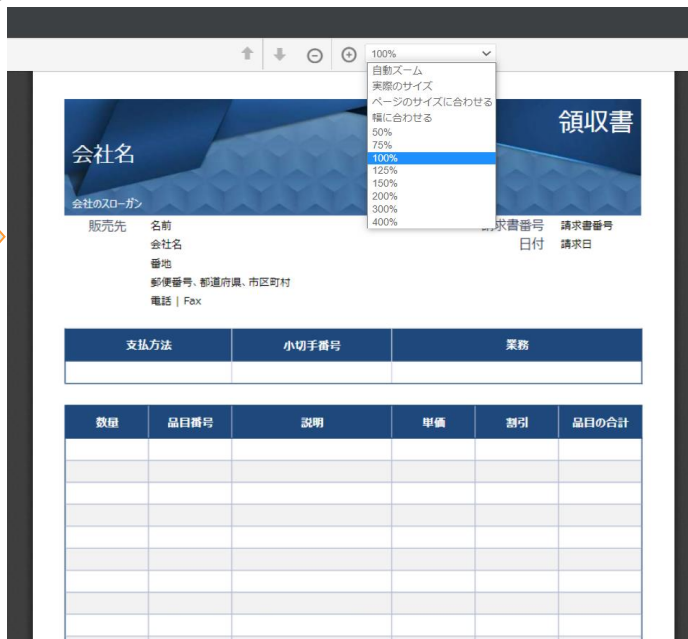 100%
自動ズーム
実際のサイズ
ページのサイズに合わせる
幅に合わせる
50%
75%
100%
125%
150%
200%
300%
400%
領収書
会社名
会社のスローガン
販売先 名前
求書番号 請求書番号
会社名
日付 請求日
番地
郵便番号、都道府県、市区町村
電話 | Fax
支払方法 小切手番号 業務
数量 品目番号 説明 単価 割引 品目の合計